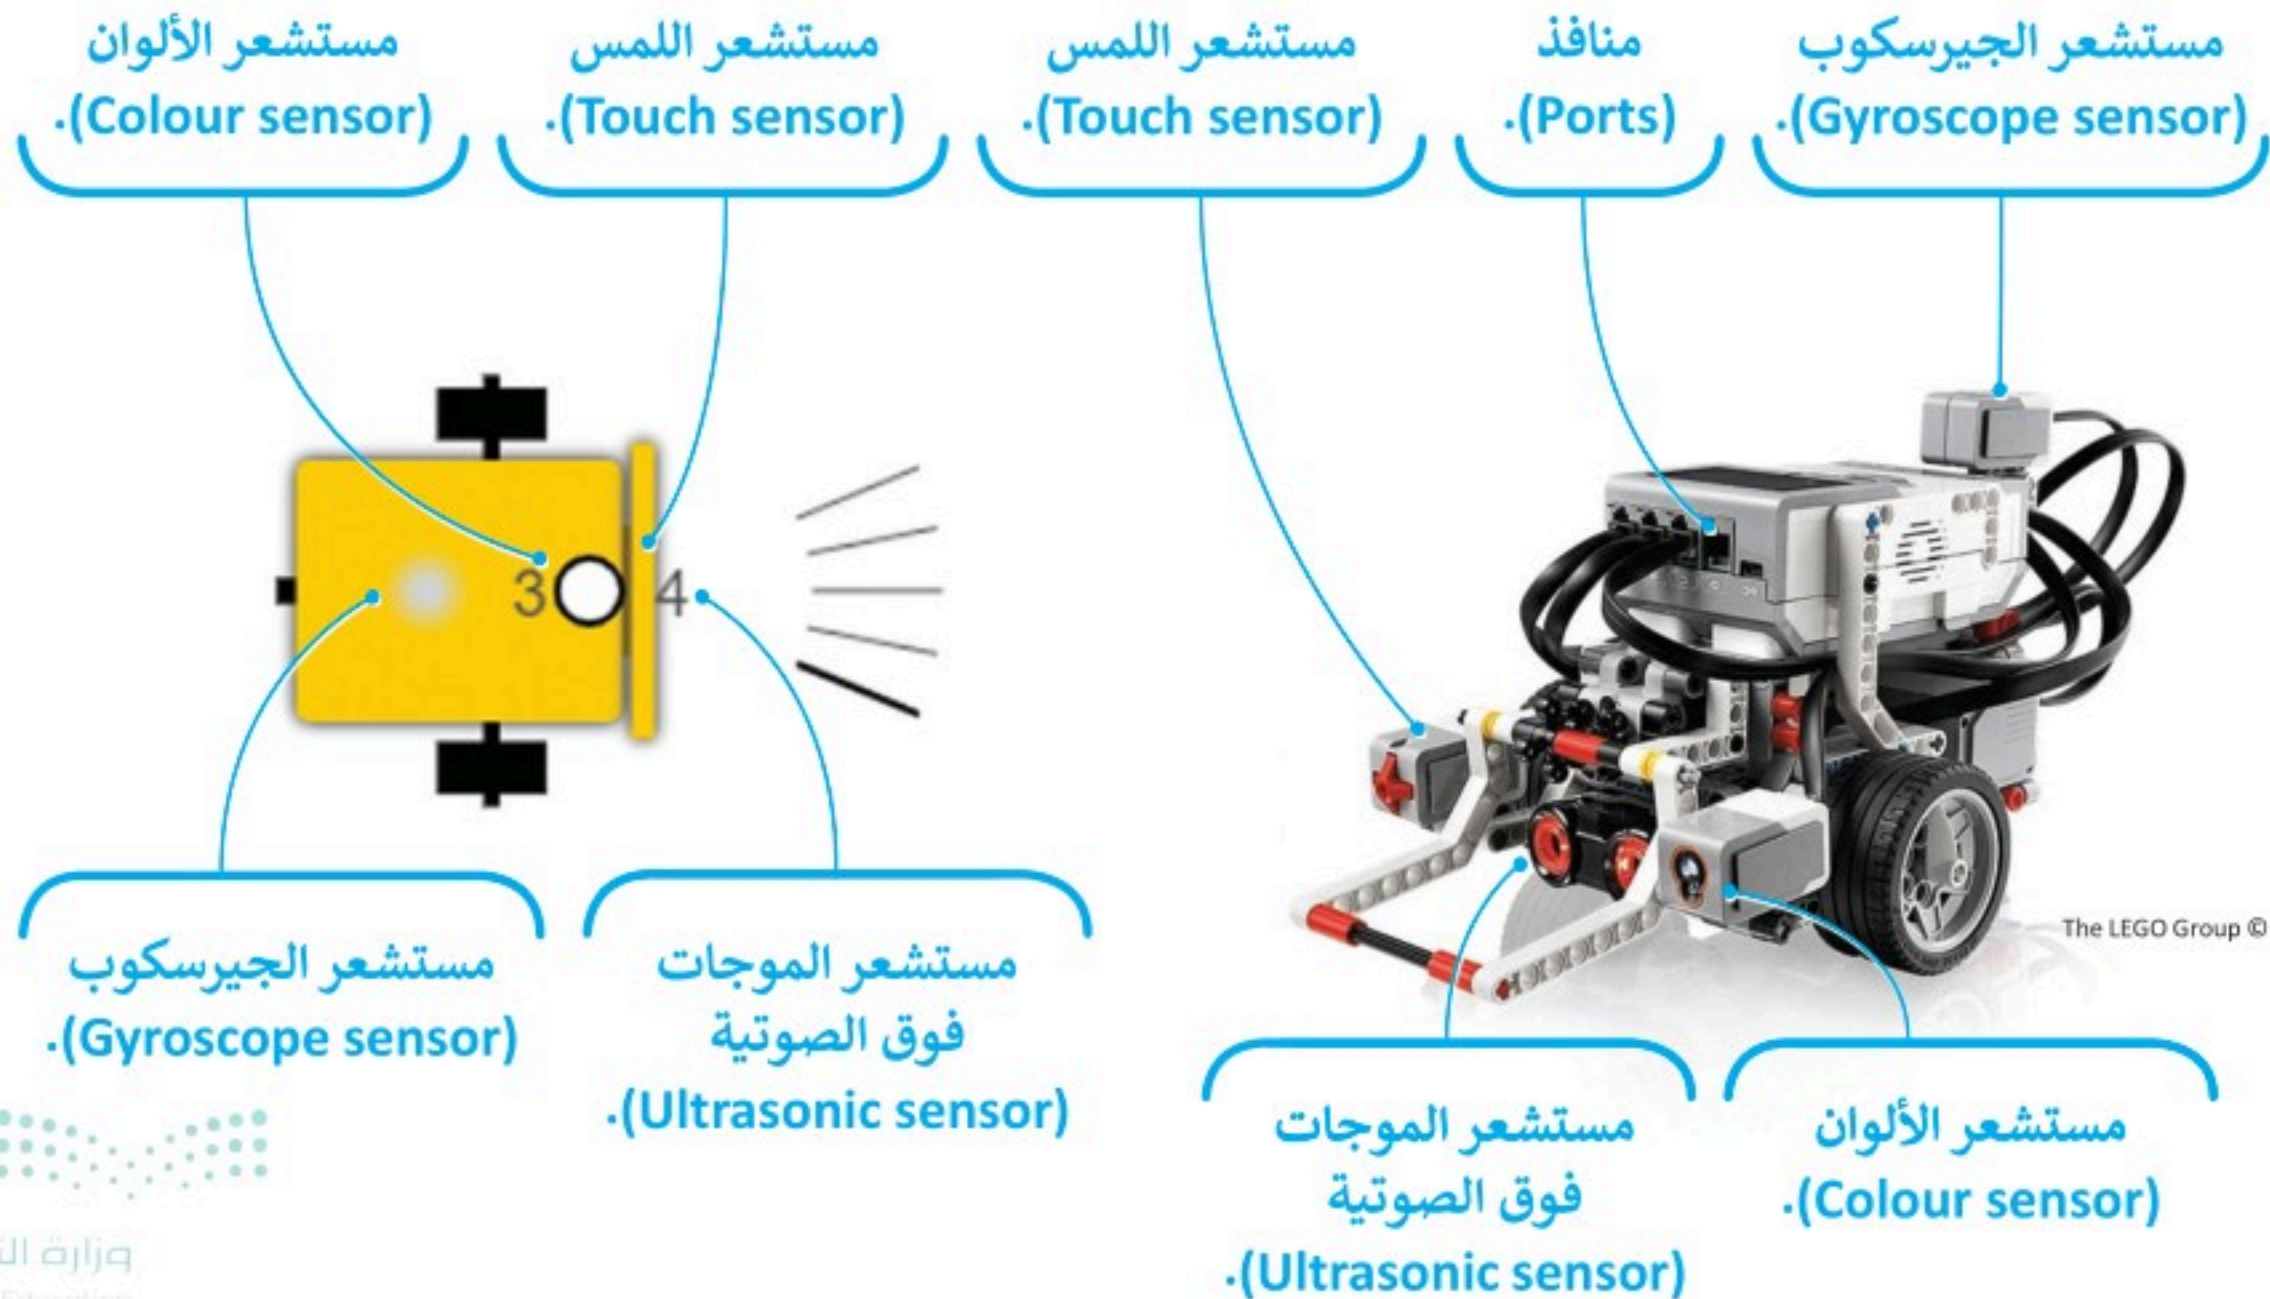 مستشعر الجيرسكوب
(Gyroscope sensor).
منافذ
(Ports).
مستشعر اللمس
(Touch sensor).
مستشعر اللمس
(Touch sensor).
مستشعر الألوان
(Colour sensor).
3
4
The LEGO Group ©
مستشعر الجيرسكوب
(Gyroscope sensor).
مستشعر الموجات
فوق الصوتية
(Ultrasonic sensor).
مستشعر الموجات
فوق الصوتية
(Ultrasonic sensor).
مستشعر الألوان
(Colour sensor).
وزارة